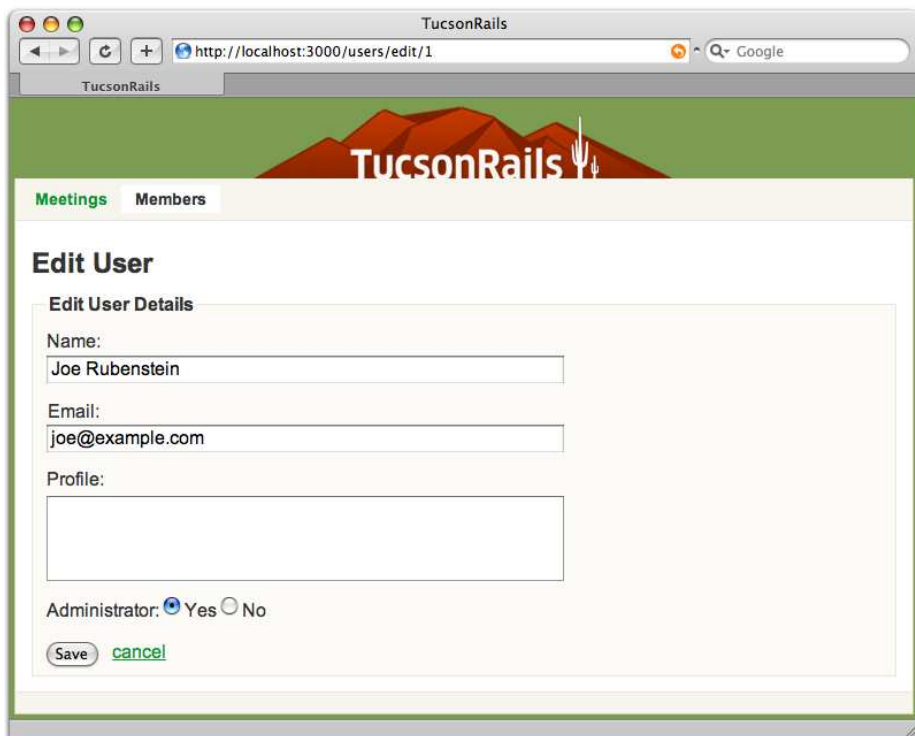 TucsonRails
http://localhost:3000/users/edit/1
Google
TucsonRails
TucsonRails
Meetings Members
Edit User
Edit User Details
Name:
Joe Rubenstein
Email:
joe@example.com
Profile:
Administrator: Yes No
Save cancel